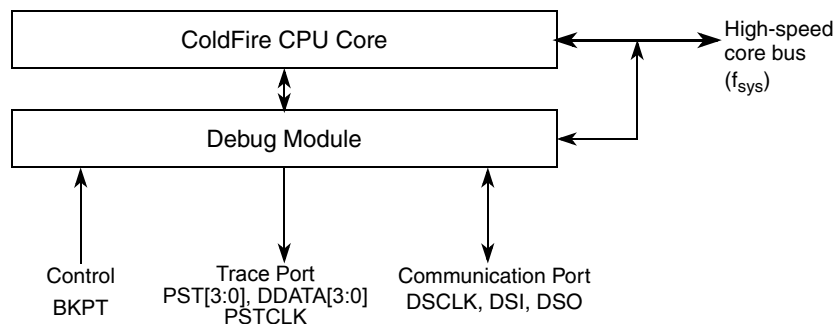 ColdFire CPU Core
High-speed
core bus
(fsys)
Debug Module
Control
BKPT
Trace Port
PST[3:0], DDATA[3:0]
PSTCLK
Communication Port
DSCLK, DSI, DSO